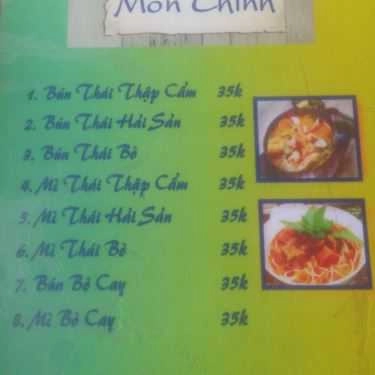 Món Chính
1. Bún Thái Thập Cẩm 35k
2. Bún Thái Hải Sản 35k
3. Bún Thái Bò 35k
4. Mì Thái Thập Cẩm 35k
5. Mì Thái Hải Sản 35k
6. Mì Thái Bò 35k
7. Bún Bò Cay 35k
8. Mì Bò Cay 35k